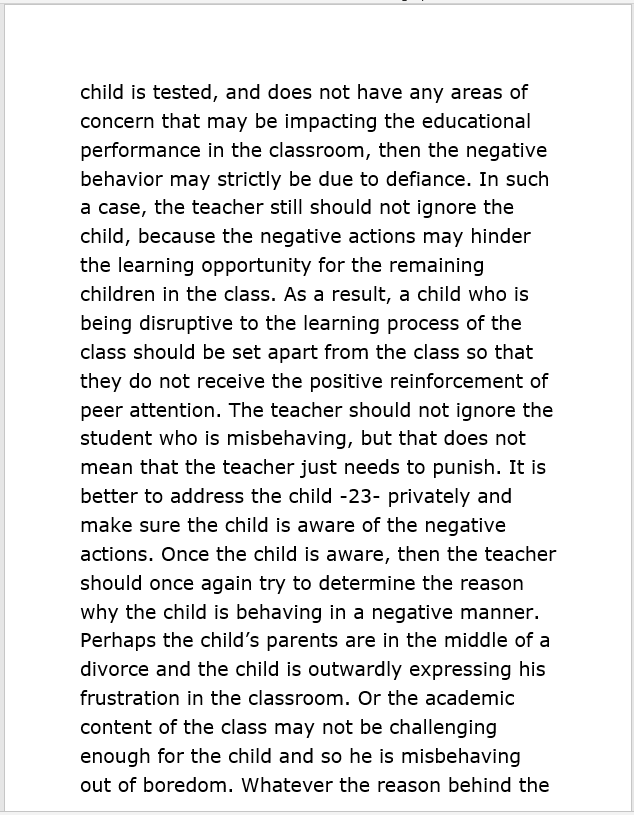 child is tested, and does not have any areas of
concern that may be impacting the educational
performance in the classroom, then the negative
behavior may strictly be due to defiance. In such
a case, the teacher still should not ignore the
child, because the negative actions may hinder
the learning opportunity for the remaining
children in the class. As a result, a child who is
being disruptive to the learning process of the
class should be set apart from the class so that
they do not receive the positive reinforcement of
peer attention. The teacher should not ignore the
student who is misbehaving, but that does not
mean that the teacher just needs to punish. It is
better to address the child -23- privately and
make sure the child is aware of the negative
actions. Once the child is aware, then the teacher
should once again try to determine the reason
why the child is behaving in a negative manner.
Perhaps the child’s parents are in the middle of a
divorce and the child is outwardly expressing his
frustration in the classroom. Or the academic
content of the class may not be challenging
enough for the child and so he is misbehaving
out of boredom. Whatever the reason behind the